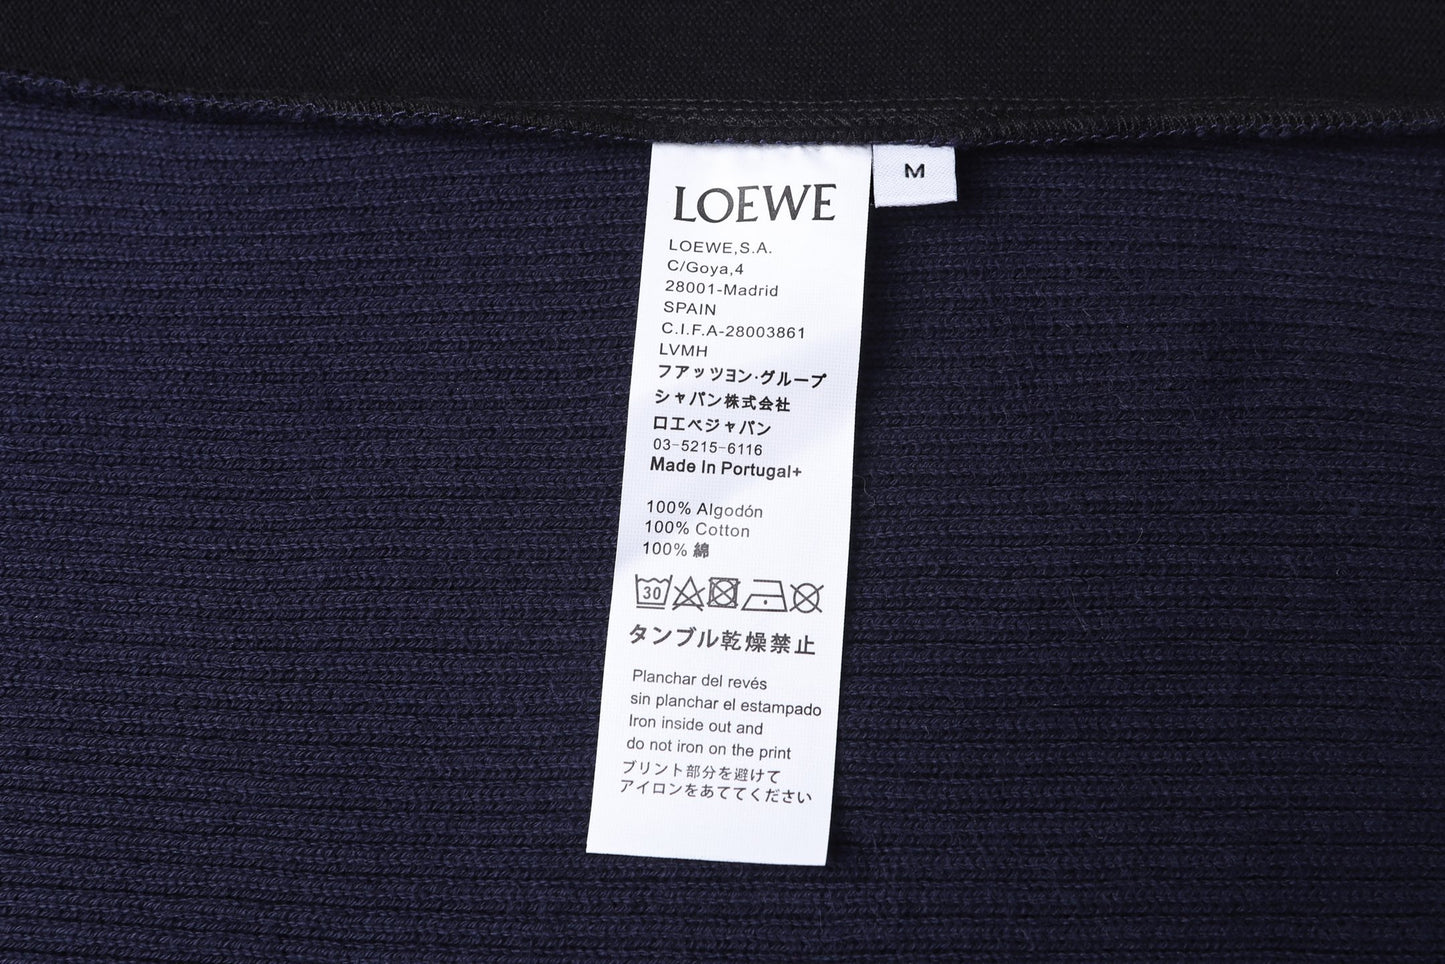 LOEWE
M
LOEWE,S.A.
C/Goya,4
28001-Madrid
SPAIN
C.I.F.A-28003861
LVMH
フアッツヨン·グループ
シャパン株式会社
ロエベジャパン
03-5215-6116
Made In Portugal+
100% Algodón
100% Cotton
100% 綿
30
タンブル乾燥禁止
Planchar del revés
sin planchar el estampado
Iron inside out and
do not iron on the print
プリント部分を避けて
アイロンをあててください